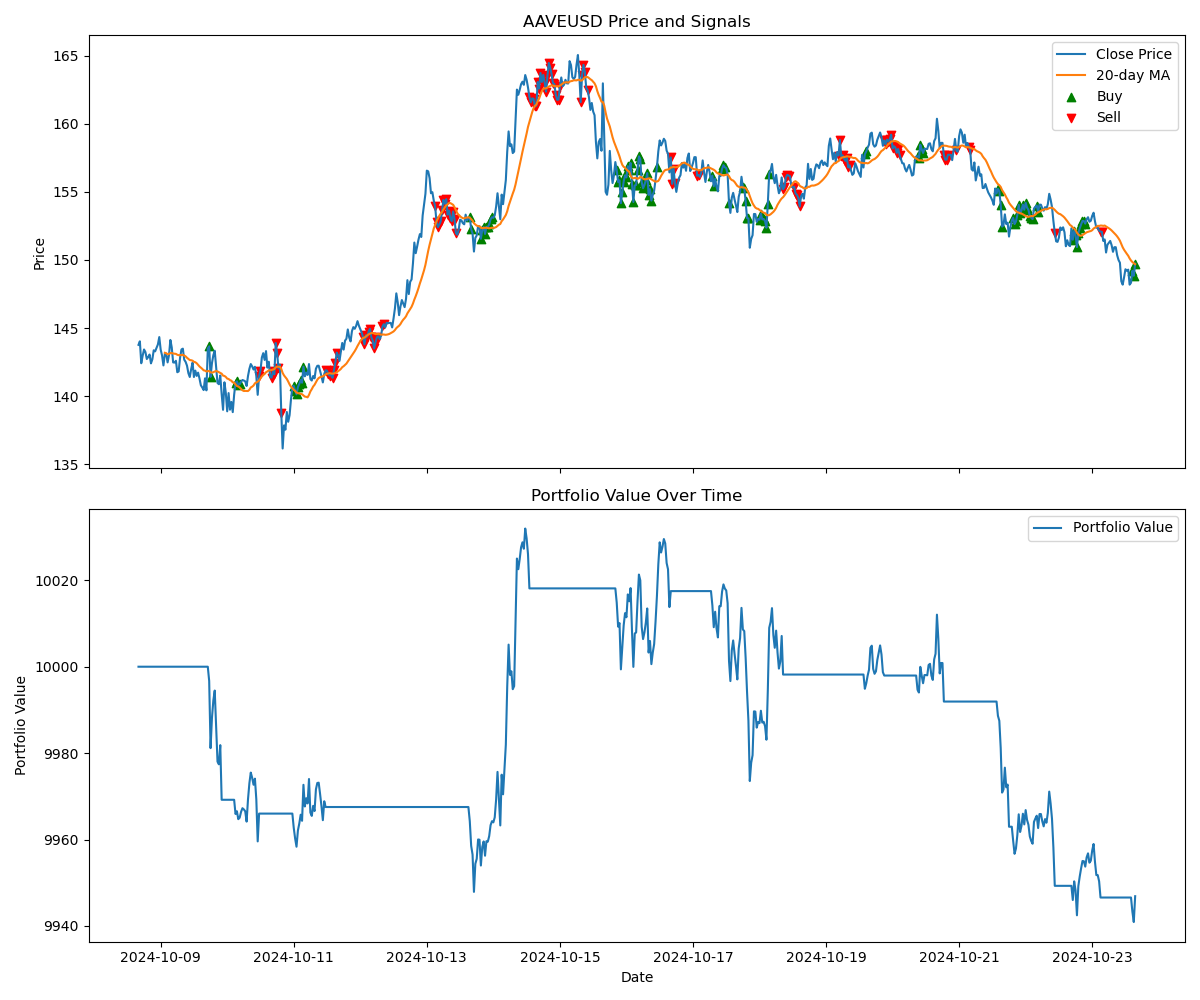 AAVEUSD Price and Signals
Price
165
160
155
150
145
140
135
Close Price
20-day MA
Buy
Sell
Portfolio Value Over Time
Portfolio Value
10020
10000
9980
9960
9940
Portfolio Value
2024-10-09 2024-10-11 2024-10-13 2024-10-15 2024-10-17 2024-10-19 2024-10-21 2024-10-23
Date